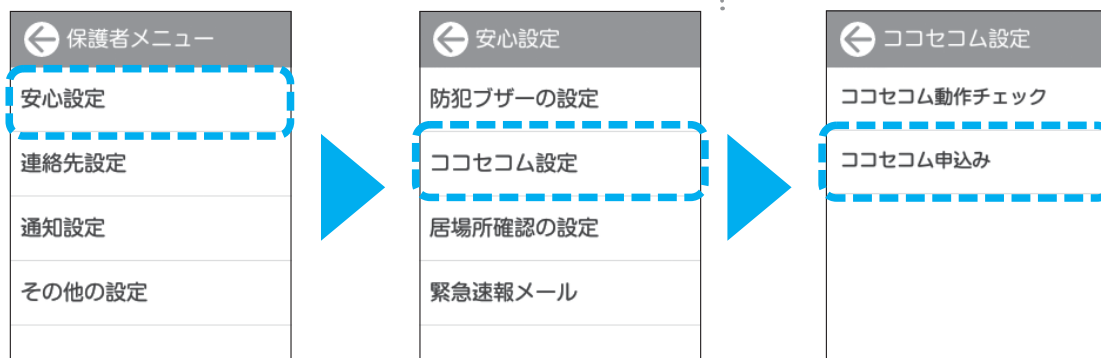 保護者メニュー
安心設定
連絡先設定
通知設定
その他の設定
安心設定
防犯ブザーの設定
ココセコム設定
居場所確認の設定
緊急速報メール
ココセコム設定
ココセコム動作チェック
ココセコム申込み